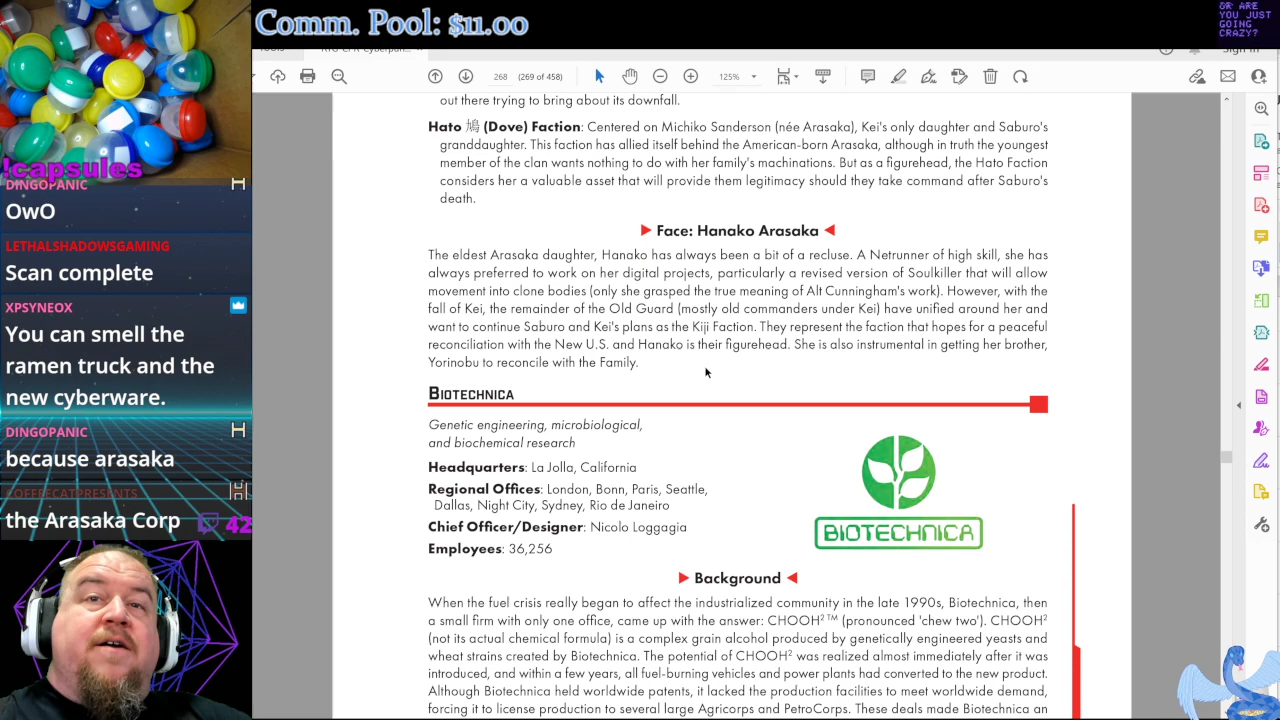 Comm. Pool: $11.00
OR ARE
YOU JUST
GOING
CRAZY?
268 (269 of 458)
125%
!capsules
DINGOPANIC
OwO
LETHALSHADOWSGAMING
Scan complete
XPSYNEOX
You can smell the
ramen truck and the
new cyberware.
DINGOPANIC
because arasaka
COFFEECATPRESENTS
the Arasaka Corp
42
out there trying to bring about its downfall.
Hato 鳩 (Dove) Faction: Centered on Michiko Sanderson (née Arasaka), Kei's only daughter and Saburo's
granddaughter. This faction has allied itself behind the American-born Arasaka, although in truth the youngest
member of the clan wants nothing to do with her family's machinations. But as a figurehead, the Hato Faction
considers her a valuable asset that will provide them legitimacy should they take command after Saburo's
death.
Face: Hanako Arasaka
The eldest Arasaka daughter, Hanako has always been a bit of a recluse. A Netrunner of high skill, she has
always preferred to work on her digital projects, particularly a revised version of Soulkiller that will allow
movement into clone bodies (only she grasped the true meaning of Alt Cunningham's work). However, with the
fall of Kei, the remainder of the Old Guard (mostly old commanders under Kei) have unified around her and
want to continue Saburo and Kei's plans as the Kiji Faction. They represent the faction that hopes for a peaceful
reconciliation with the New U.S. and Hanako is their figurehead. She is also instrumental in getting her brother,
Yorinobu to reconcile with the Family.
BIOTECHNICA
Genetic engineering, microbiological,
and biochemical research
Headquarters: La Jolla, California
Regional Offices: London, Bonn, Paris, Seattle,
Dallas, Night City, Sydney, Rio de Janeiro
Chief Officer/Designer: Nicolo Loggagia
Employees: 36,256
BIOTECHNICA
Background
When the fuel crisis really began to affect the industrialized community in the late 1990s, Biotechnica, then
a small firm with only one office, came up with the answer: CHOOH²™ (pronounced 'chew two'). CHOOH²
(not its actual chemical formula) is a complex grain alcohol produced by genetically engineered yeasts and
wheat strains created by Biotechnica. The potential of CHOOH² was realized almost immediately after it was
introduced, and within a few years, all fuel-burning vehicles and power plants had converted to the new product.
Although Biotechnica held worldwide patents, it lacked the production facilities to meet worldwide demand,
forcing it to license production to several large Agricorps and PetroCorps. These deals made Biotechnica an